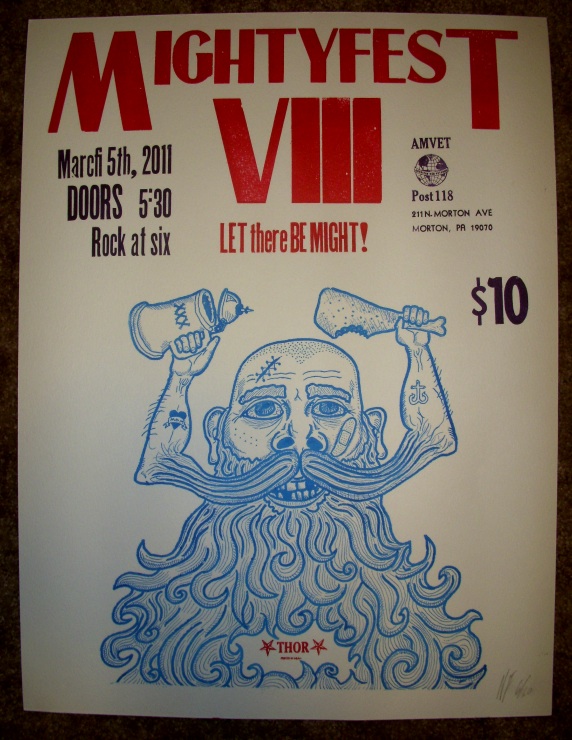 MIGHTYFEST
VIII
March 5th, 2011
DOORS 5:30
Rock at six
LET there BE MIGHT!
AMVET
Post 118
211 N. MORTON AVE
MORTON, PA 19070
$10
XXX
THOR